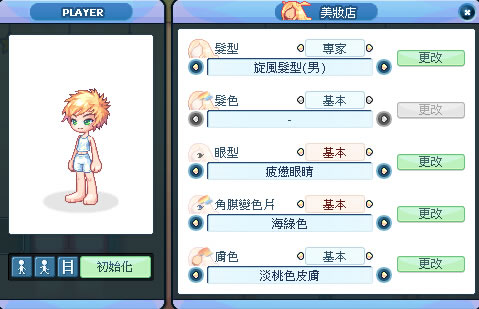 PLAYER
初始化
美妝店
髮型
專家
旋風髮型(男)
更改
髮色
基本
-
更改
眼型
基本
疲憊眼睛
更改
角膜變色片
基本
海綠色
更改
膚色
基本
淡桃色皮膚
更改